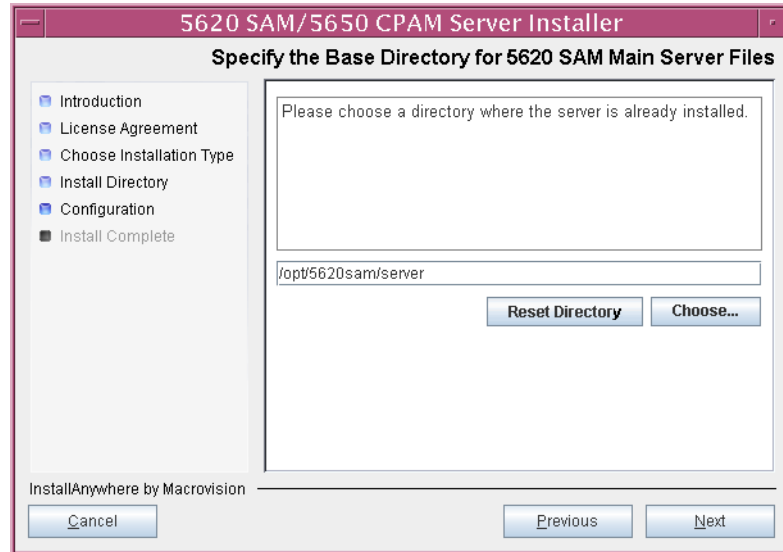 5620 SAM/5650 CPAM Server Installer
Specify the Base Directory for 5620 SAM Main Server Files
Introduction
License Agreement
Choose Installation Type
Install Directory
Configuration
Install Complete
Please choose a directory where the server is already installed.
/opt/5620sam/server
Reset Directory
Choose...
InstallAnywhere by Macrovision
Cancel
Previous
Next